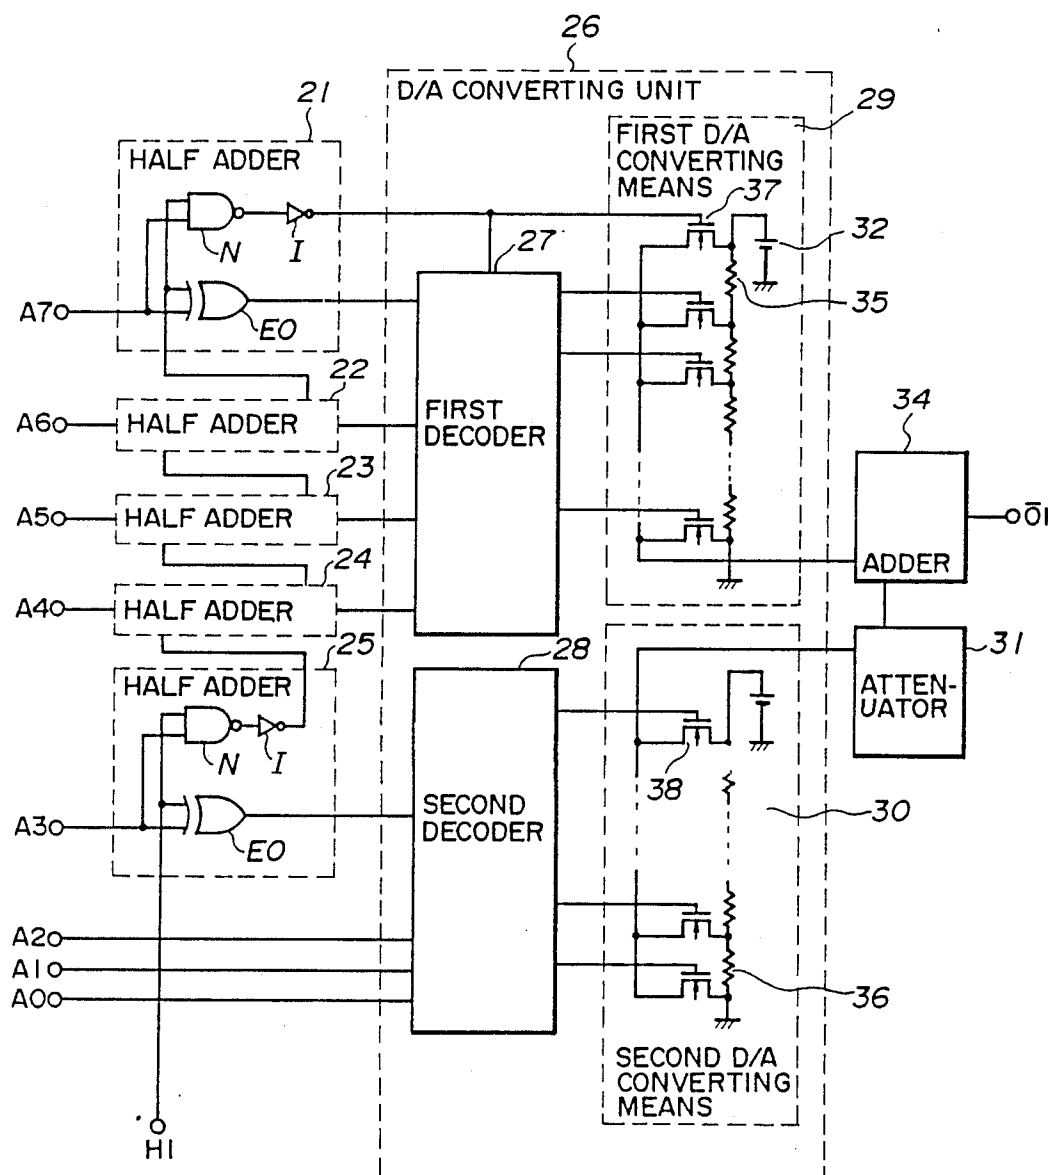 26
D/A CONVERTING UNIT
21
HALF ADDER
N
I
A7
EO
22
A6
HALF ADDER
23
A5
HALF ADDER
24
A4
HALF ADDER
25
HALF ADDER
N
I
A3
EO
A2
A1
A0
H1
27
FIRST
DECODER
28
SECOND
DECODER
29
FIRST D/A
CONVERTING
MEANS
37
32
35
34
ADDER
O1
31
ATTEN-
UATOR
38
30
36
SECOND D/A
CONVERTING
MEANS